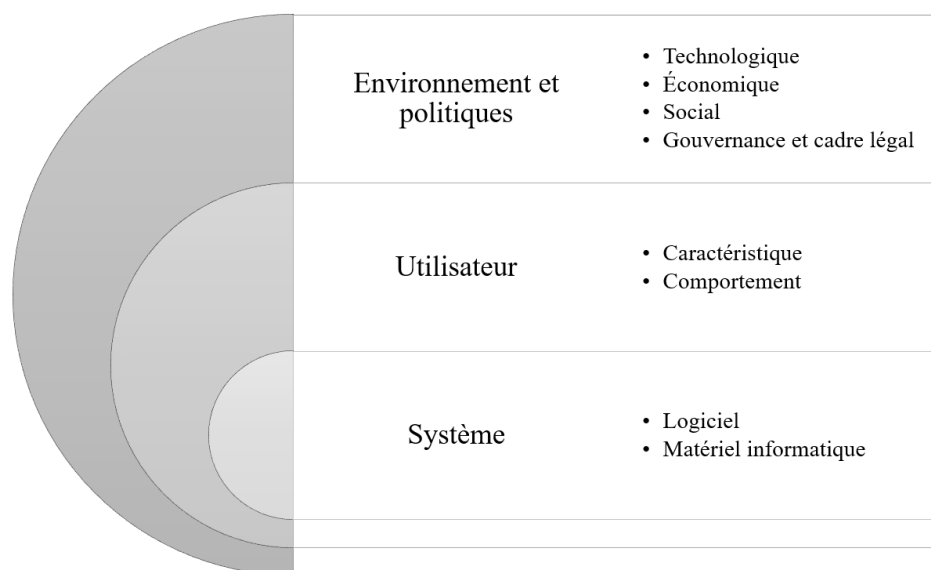 Environnement et
politiques
• Technologique
• Économique
• Social
• Gouvernance et cadre légal
Utilisateur
• Caractéristique
• Comportement
Système
• Logiciel
• Matériel informatique